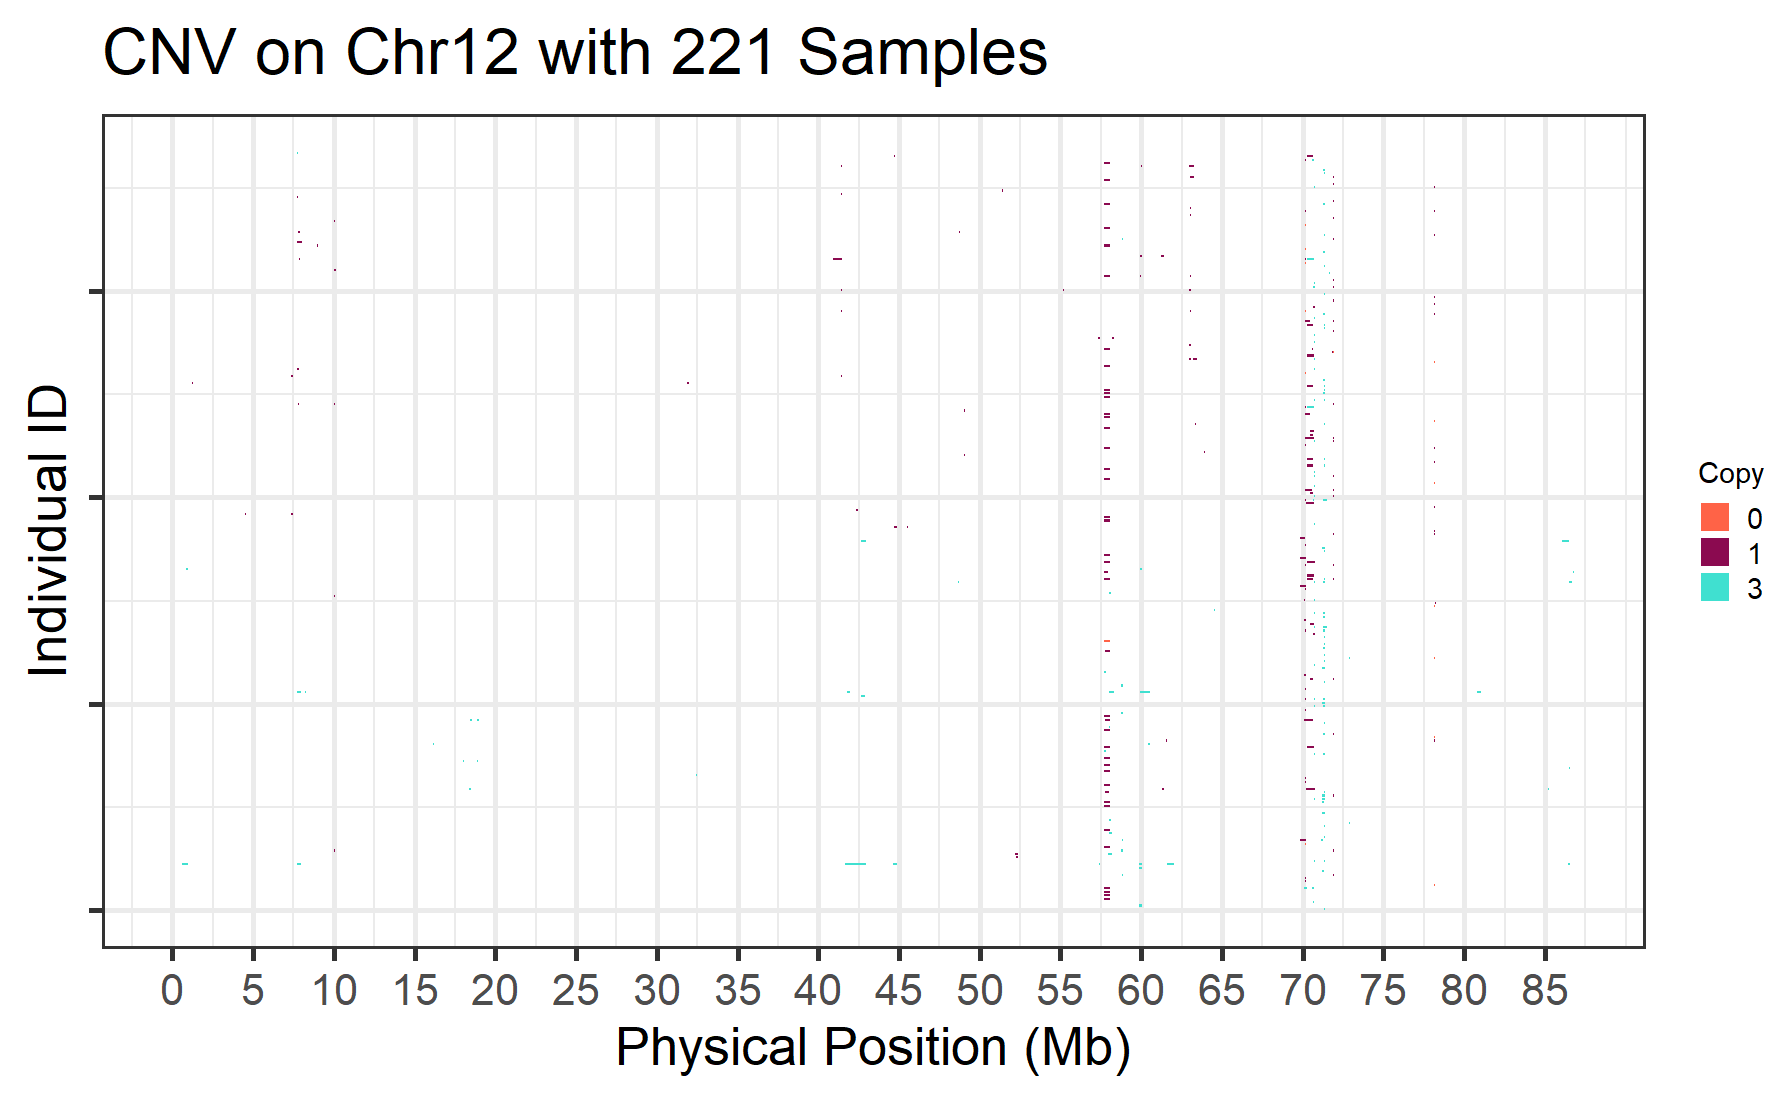 CNV on Chr12 with 221 Samples
Individual ID
0 5 10 15 20 25 30 35 40 45 50 55 60 65 70 75 80 85
Physical Position (Mb)
Copy
0
1
3